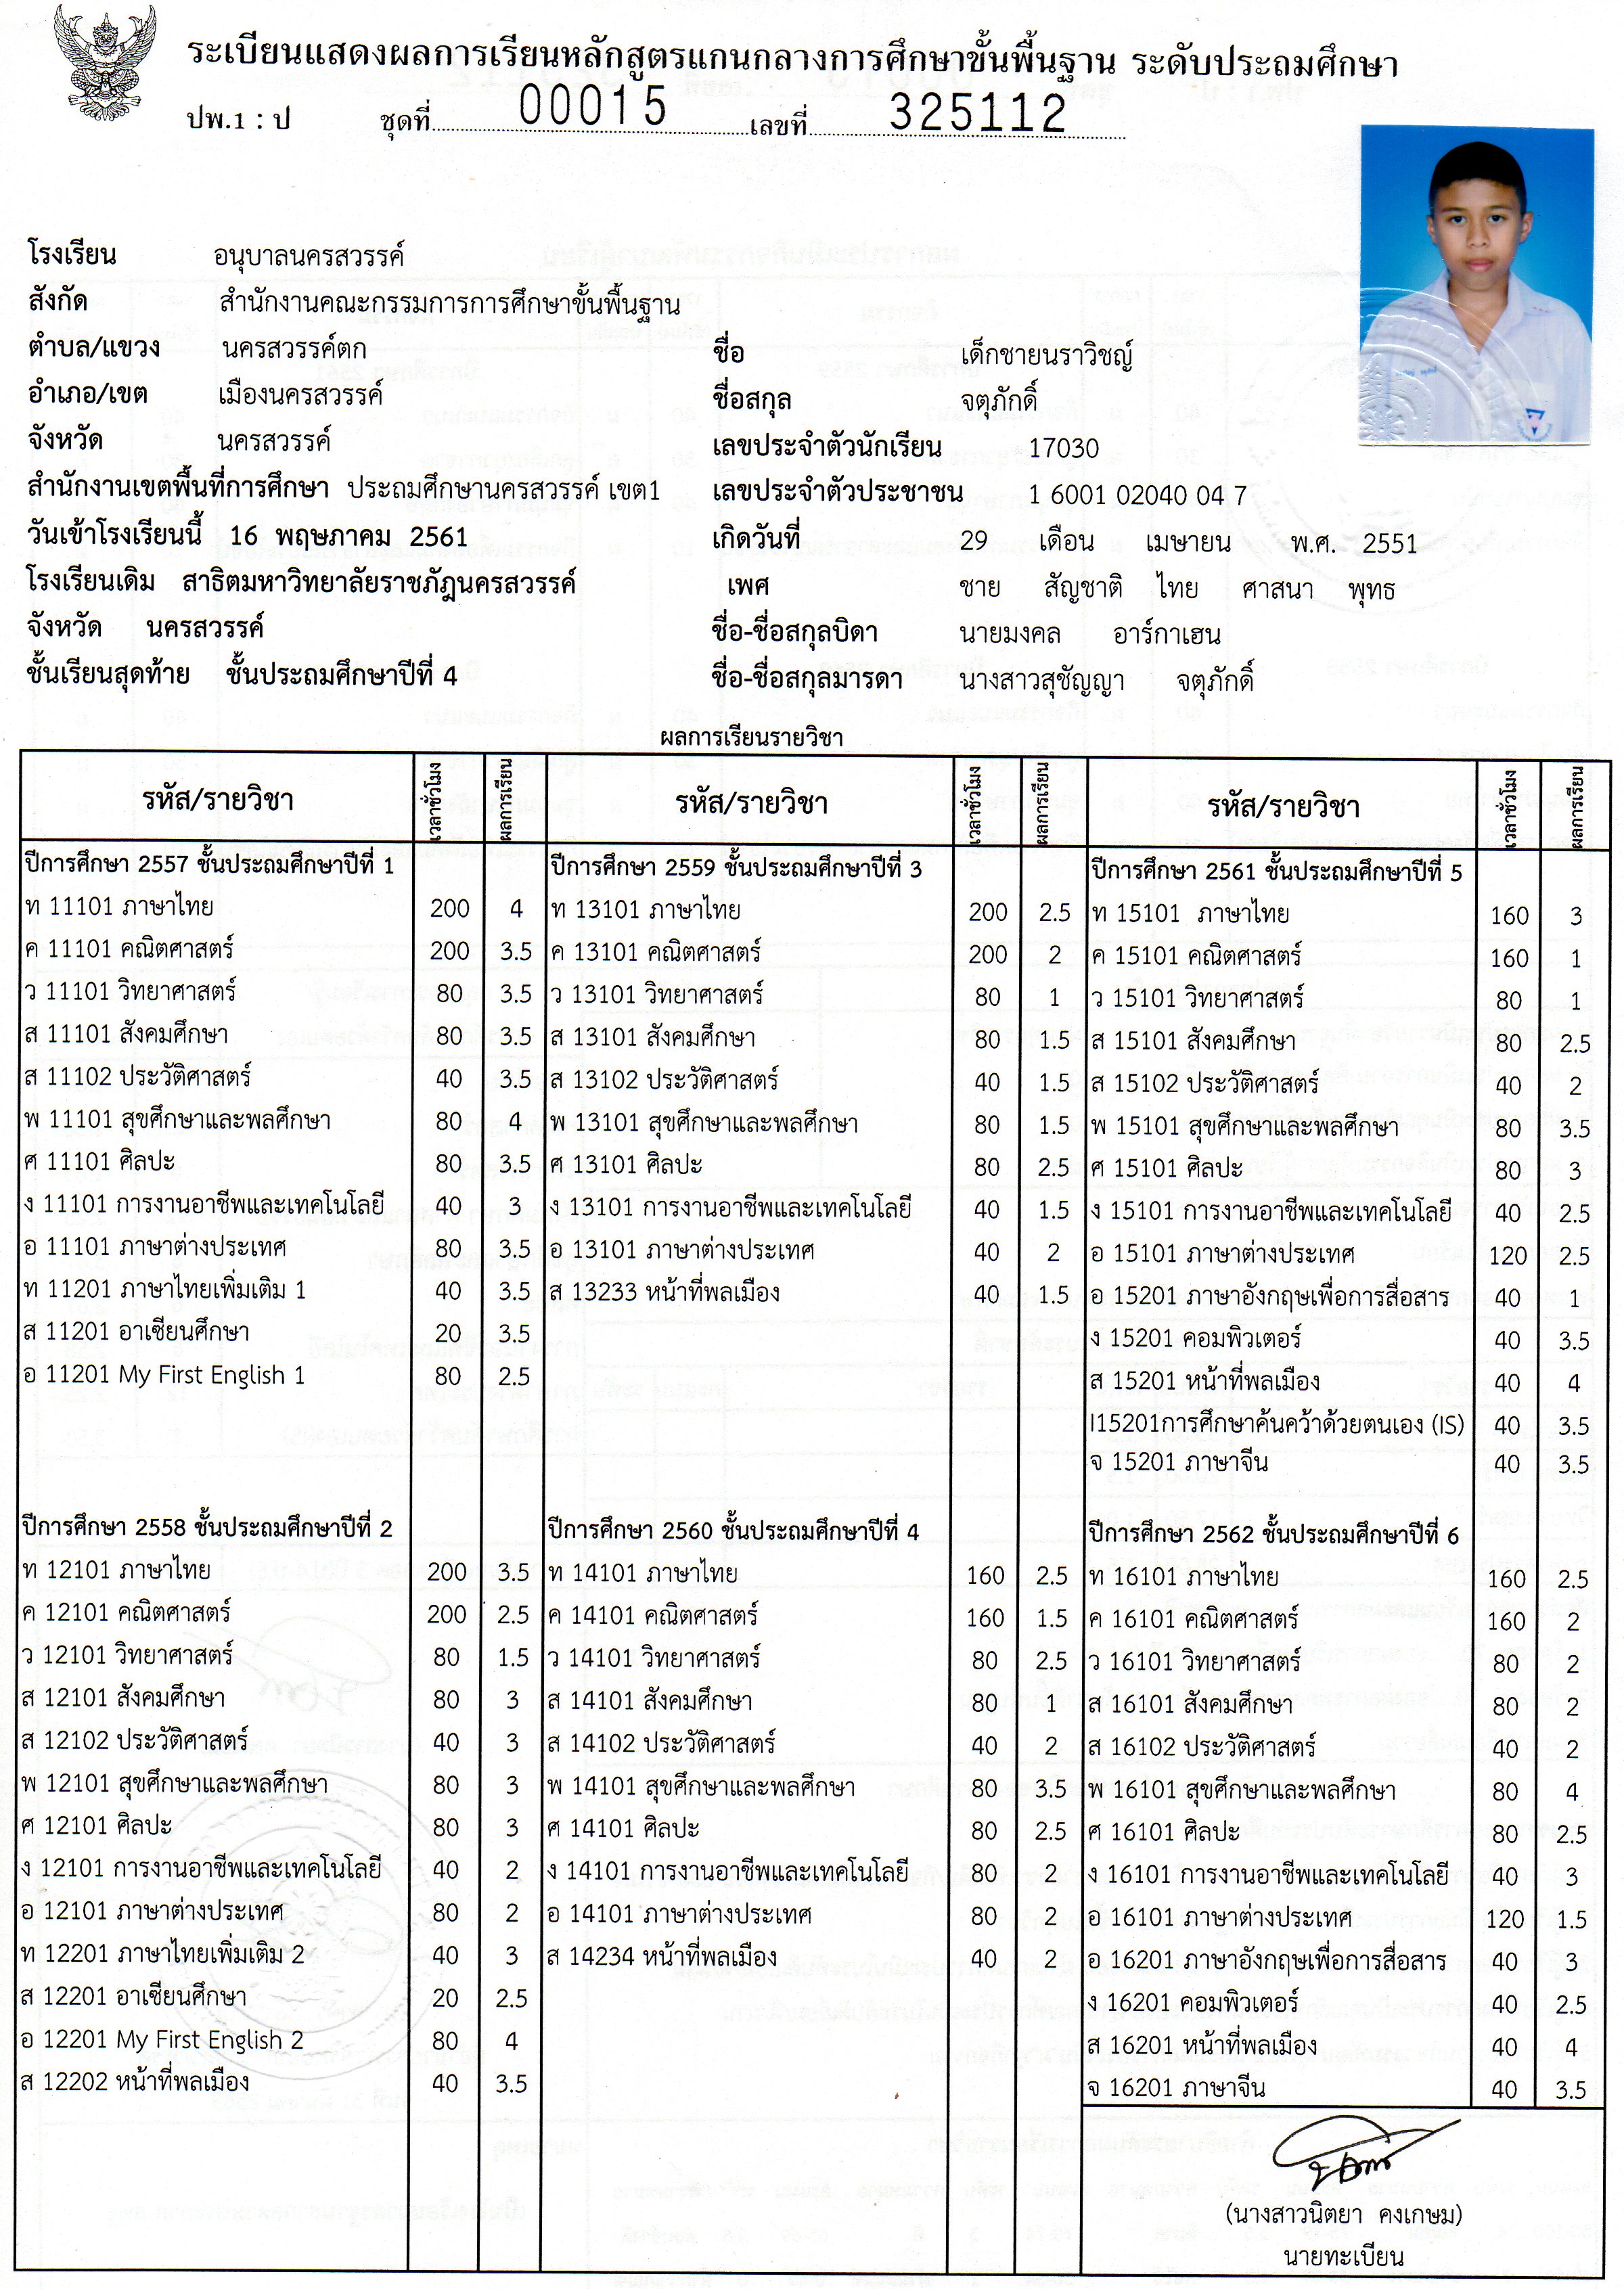 ระเบียนแสดงผลการเรียนหลักสูตรแกนกลางการศึกษาขั้นพื้นฐาน ระดับประถมศึกษา
ปพ.1 : ป ชุดที่ 00015 เลขที่ 325112
โรงเรียน อนุบาลนครสวรรค์
สังกัด สำนักงานคณะกรรมการการศึกษาขั้นพื้นฐาน
ตำบล/แขวง นครสวรรค์ตก
อำเภอ/เขต เมืองนครสวรรค์
จังหวัด นครสวรรค์
สำนักงานเขตพื้นที่การศึกษา ประถมศึกษานครสวรรค์ เขต1
วันเข้าโรงเรียนนี้ 16 พฤษภาคม 2561
โรงเรียนเดิม สาธิตมหาวิทยาลัยราชภัฎนครสวรรค์
จังหวัด นครสวรรค์
ชั้นเรียนสุดท้าย ชั้นประถมศึกษาปีที่ 4
ชื่อ เด็กชายนราวิชญ์
ชื่อสกุล จตุภักดิ์
เลขประจำตัวนักเรียน 17030
เลขประจำตัวประชาชน 1 6001 02040 04 7
เกิดวันที่ 29 เดือน เมษายน พ.ศ. 2551
เพศ ชาย สัญชาติ ไทย ศาสนา พุทธ
ชื่อ-ชื่อสกุลบิดา นายมงคล อาร์กาเฮน
ชื่อ-ชื่อสกุลมารดา นางสาวสุชัญญา จตุภักดิ์
ผลการเรียนรายวิชา
รหัส/รายวิชา เวลา/ชั่วโมง ผลการเรียน
ปีการศึกษา 2557 ชั้นประถมศึกษาปีที่ 1
ท 11101 ภาษาไทย 200 4
ค 11101 คณิตศาสตร์ 200 3.5
ว 11101 วิทยาศาสตร์ 80 3.5
ส 11101 สังคมศึกษา 80 3.5
ส 11102 ประวัติศาสตร์ 40 3.5
พ 11101 สุขศึกษาและพลศึกษา 80 4
ศ 11101 ศิลปะ 80 3.5
ง 11101 การงานอาชีพและเทคโนโลยี 40 3
อ 11101 ภาษาต่างประเทศ 80 3.5
ท 11201 ภาษาไทยเพิ่มเติม 1 40 3.5
ส 11201 อาเซียนศึกษา 20 3.5
อ 11201 My First English 1 80 2.5
ปีการศึกษา 2558 ชั้นประถมศึกษาปีที่ 2
ท 12101 ภาษาไทย 200 3.5
ค 12101 คณิตศาสตร์ 200 2.5
ว 12101 วิทยาศาสตร์ 80 1.5
ส 12101 สังคมศึกษา 80 3
ส 12102 ประวัติศาสตร์ 40 3
พ 12101 สุขศึกษาและพลศึกษา 80 3
ศ 12101 ศิลปะ 80 3
ง 12101 การงานอาชีพและเทคโนโลยี 40 2
อ 12101 ภาษาต่างประเทศ 80 2
ท 12201 ภาษาไทยเพิ่มเติม 2 40 3
ส 12201 อาเซียนศึกษา 20 2.5
อ 12201 My First English 2 80 4
ส 12202 หน้าที่พลเมือง 40 3.5
รหัส/รายวิชา เวลา/ชั่วโมง ผลการเรียน
ปีการศึกษา 2559 ชั้นประถมศึกษาปีที่ 3
ท 13101 ภาษาไทย 200 2.5
ค 13101 คณิตศาสตร์ 200 2
ว 13101 วิทยาศาสตร์ 80 1
ส 13101 สังคมศึกษา 80 1.5
ส 13102 ประวัติศาสตร์ 40 1.5
พ 13101 สุขศึกษาและพลศึกษา 80 1.5
ศ 13101 ศิลปะ 80 2.5
ง 13101 การงานอาชีพและเทคโนโลยี 40 1.5
อ 13101 ภาษาต่างประเทศ 40 2
ส 13233 หน้าที่พลเมือง 40 1.5
ปีการศึกษา 2560 ชั้นประถมศึกษาปีที่ 4
ท 14101 ภาษาไทย 160 2.5
ค 14101 คณิตศาสตร์ 160 1.5
ว 14101 วิทยาศาสตร์ 80 2.5
ส 14101 สังคมศึกษา 80 1
ส 14102 ประวัติศาสตร์ 40 2
พ 14101 สุขศึกษาและพลศึกษา 80 3.5
ศ 14101 ศิลปะ 80 2.5
ง 14101 การงานอาชีพและเทคโนโลยี 80 2
อ 14101 ภาษาต่างประเทศ 80 2
ส 14234 หน้าที่พลเมือง 40 2
รหัส/รายวิชา เวลา/ชั่วโมง ผลการเรียน
ปีการศึกษา 2561 ชั้นประถมศึกษาปีที่ 5
ท 15101 ภาษาไทย 160 3
ค 15101 คณิตศาสตร์ 160 1
ว 15101 วิทยาศาสตร์ 80 1
ส 15101 สังคมศึกษา 80 2.5
ส 15102 ประวัติศาสตร์ 40 2
พ 15101 สุขศึกษาและพลศึกษา 80 3.5
ศ 15101 ศิลปะ 80 3
ง 15101 การงานอาชีพและเทคโนโลยี 40 2.5
อ 15101 ภาษาต่างประเทศ 120 2.5
อ 15201 ภาษาอังกฤษเพื่อการสื่อสาร 40 1
ง 15201 คอมพิวเตอร์ 40 3.5
ส 15201 หน้าที่พลเมือง 40 4
I15201การศึกษาค้นคว้าด้วยตนเอง (IS) 40 3.5
จ 15201 ภาษาจีน 40 3.5
ปีการศึกษา 2562 ชั้นประถมศึกษาปีที่ 6
ท 16101 ภาษาไทย 160 2.5
ค 16101 คณิตศาสตร์ 160 2
ว 16101 วิทยาศาสตร์ 80 2
ส 16101 สังคมศึกษา 80 2
ส 16102 ประวัติศาสตร์ 40 2
พ 16101 สุขศึกษาและพลศึกษา 80 4
ศ 16101 ศิลปะ 80 2.5
ง 16101 การงานอาชีพและเทคโนโลยี 40 3
อ 16101 ภาษาต่างประเทศ 120 1.5
อ 16201 ภาษาอังกฤษเพื่อการสื่อสาร 40 3
ง 16201 คอมพิวเตอร์ 40 2.5
ส 16201 หน้าที่พลเมือง 40 4
จ 16201 ภาษาจีน 40 3.5
(นางสาวนิตยา คงเกษม)
นายทะเบียน